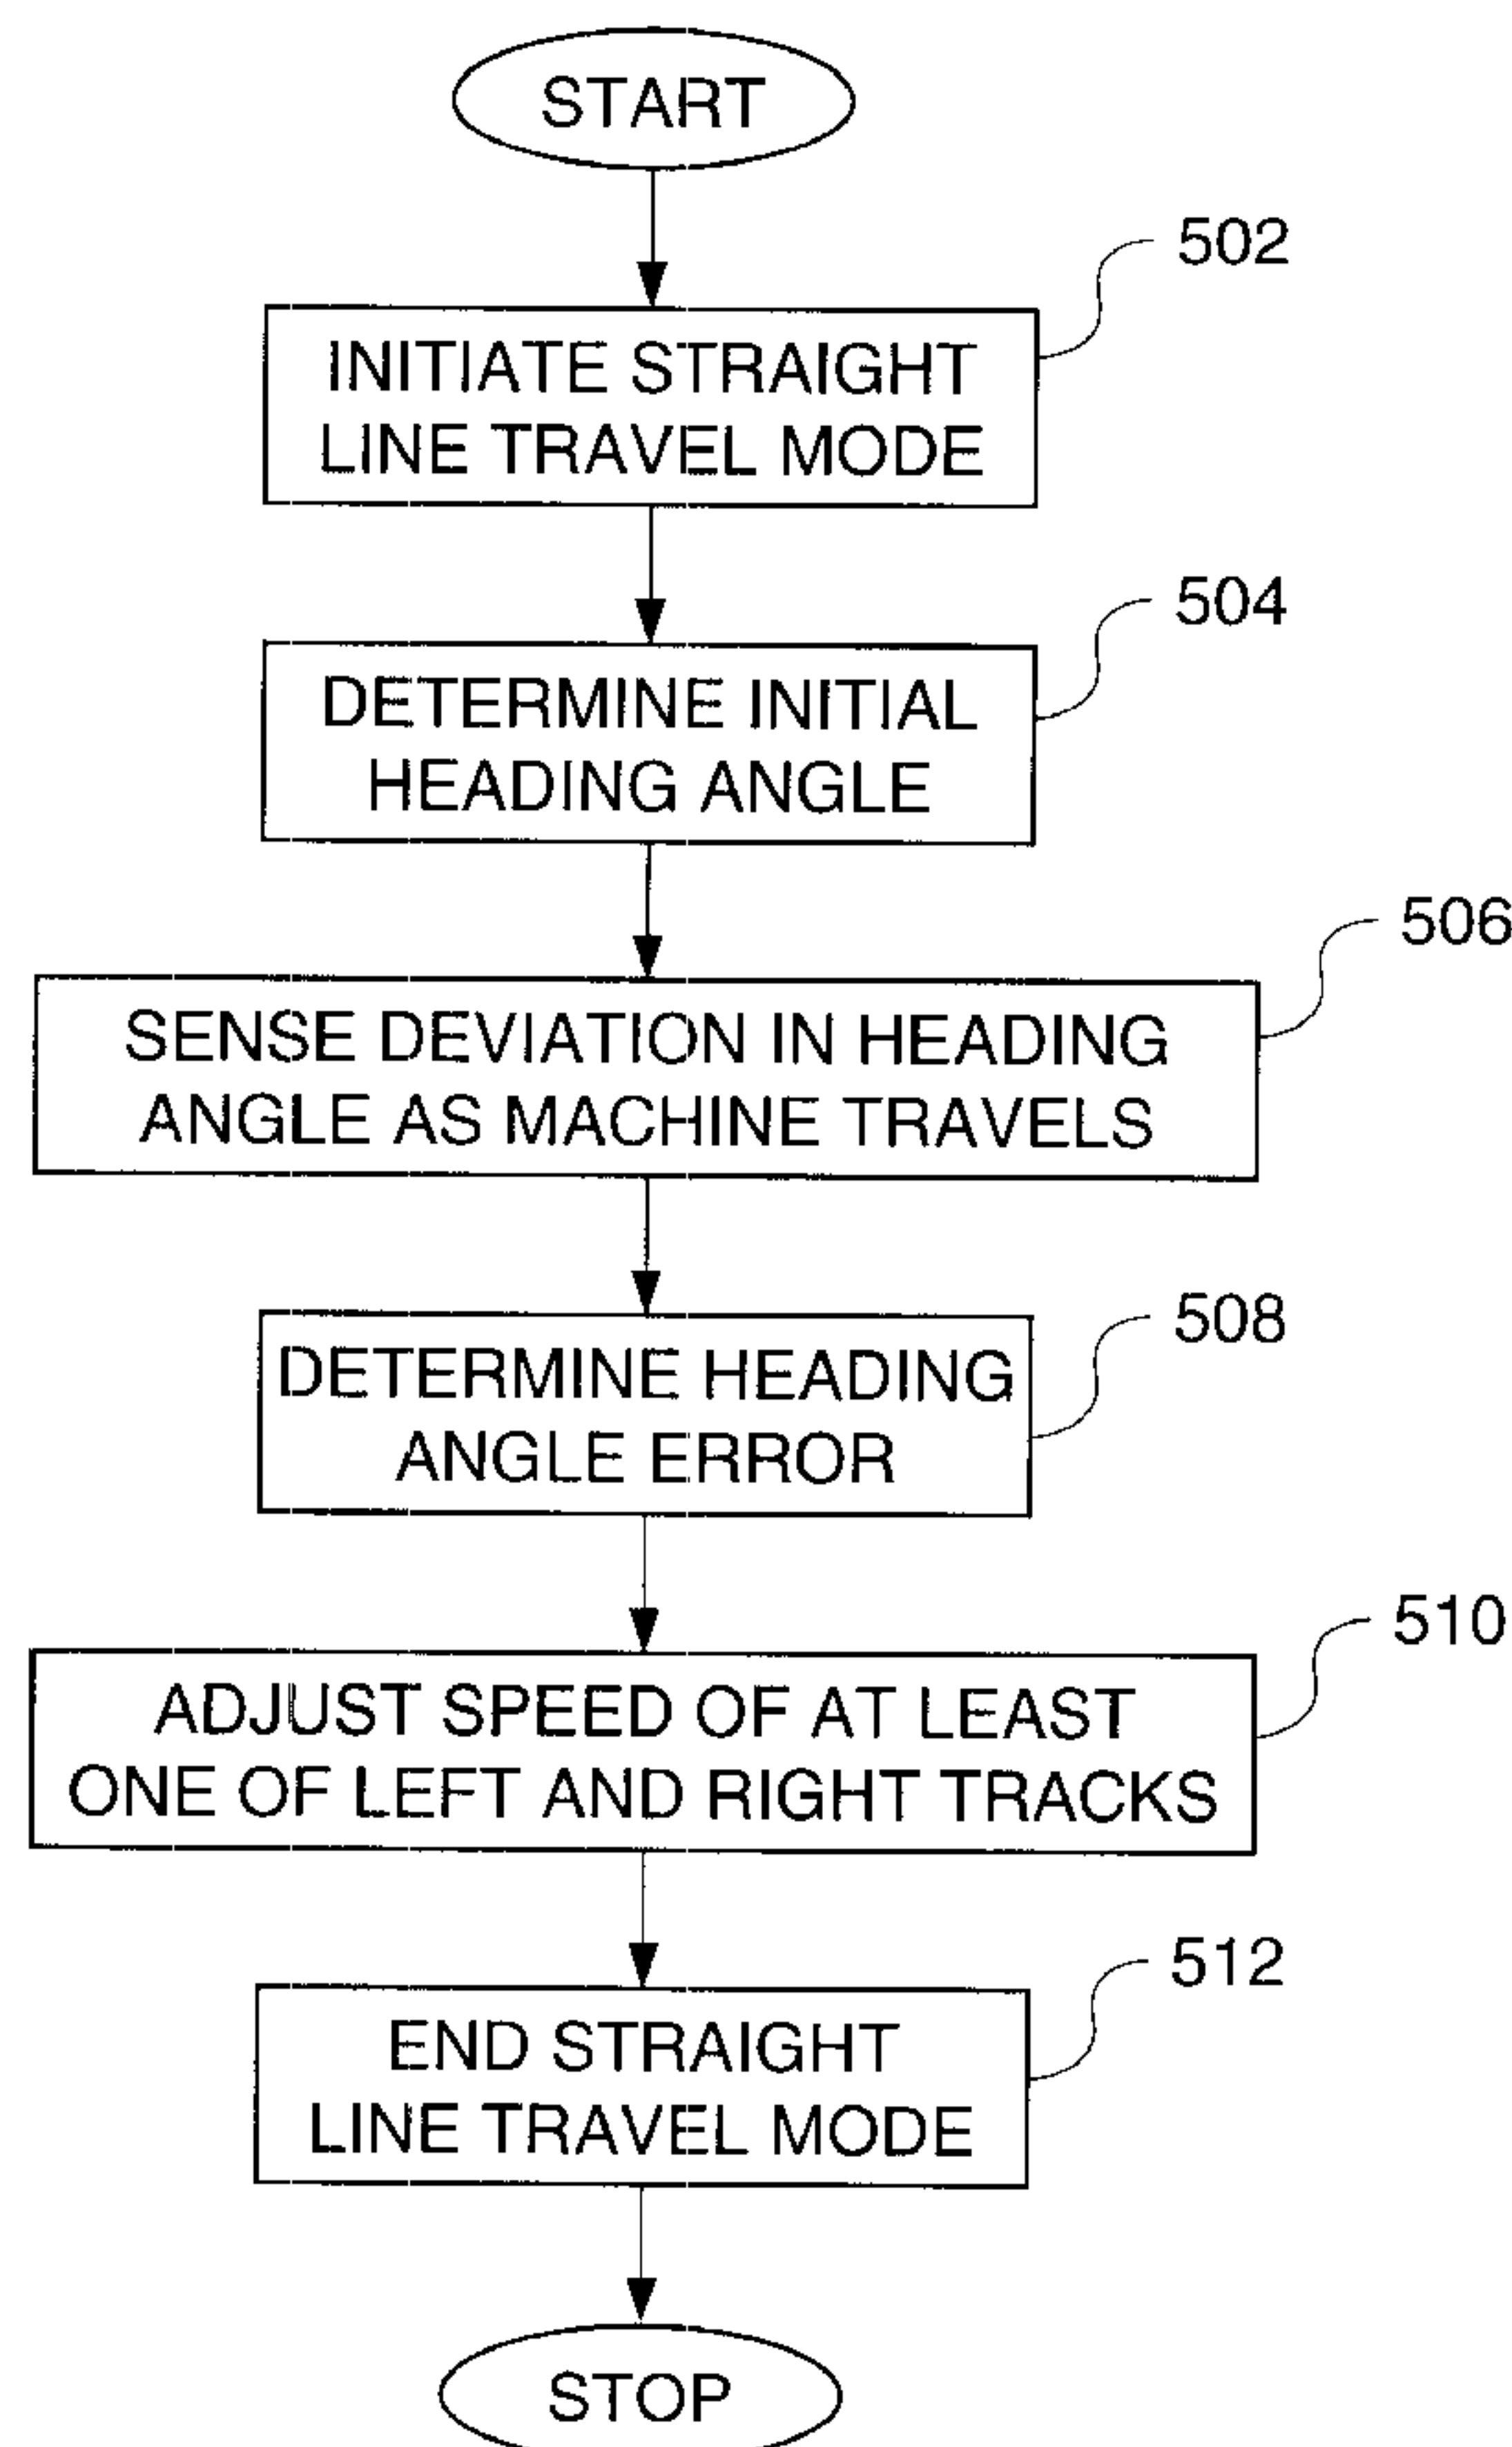 START
502
INITIATE STRAIGHT
LINE TRAVEL MODE
504
DETERMINE INITIAL
HEADING ANGLE
506
SENSE DEVIATION IN HEADING
ANGLE AS MACHINE TRAVELS
508
DETERMINE HEADING
ANGLE ERROR
510
ADJUST SPEED OF AT LEAST
ONE OF LEFT AND RIGHT TRACKS
512
END STRAIGHT
LINE TRAVEL MODE
STOP